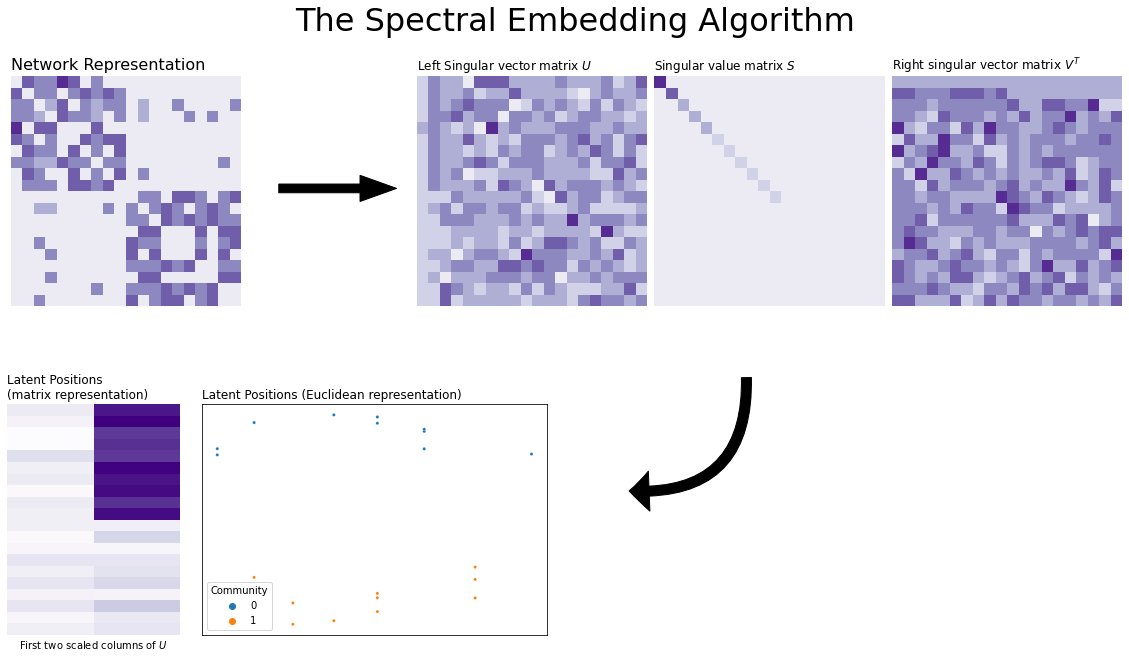 The Spectral Embedding Algorithm
Network Representation
Left Singular vector matrix U
Singular value matrix S
Right singular vector matrix V^T
Latent Positions
(matrix representation)
Latent Positions (Euclidean representation)
Community
0
1
First two scaled columns of U